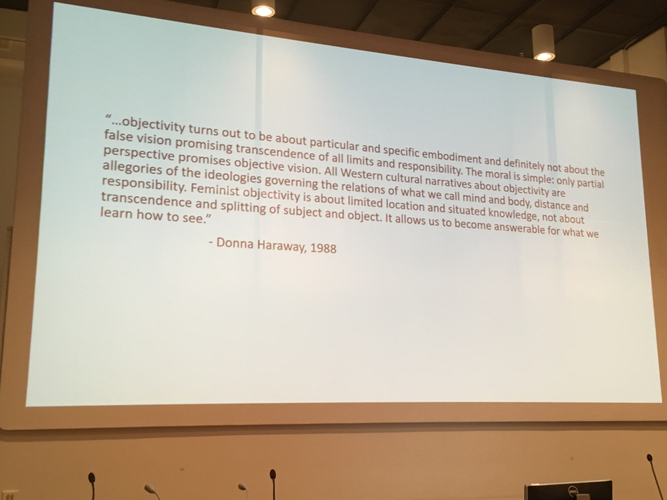 “...objectivity turns out to be about particular and specific embodiment and definitely not about the
false vision promising transcendence of all limits and responsibility. The moral is simple: only partial
perspective promises objective vision. All Western cultural narratives about objectivity are
allegories of the ideologies governing the relations of what we call mind and body, distance and
responsibility. Feminist objectivity is about limited location and situated knowledge, not about
transcendence and splitting of subject and object. It allows us to become answerable for what we
learn how to see.”
- Donna Haraway, 1988
DELL